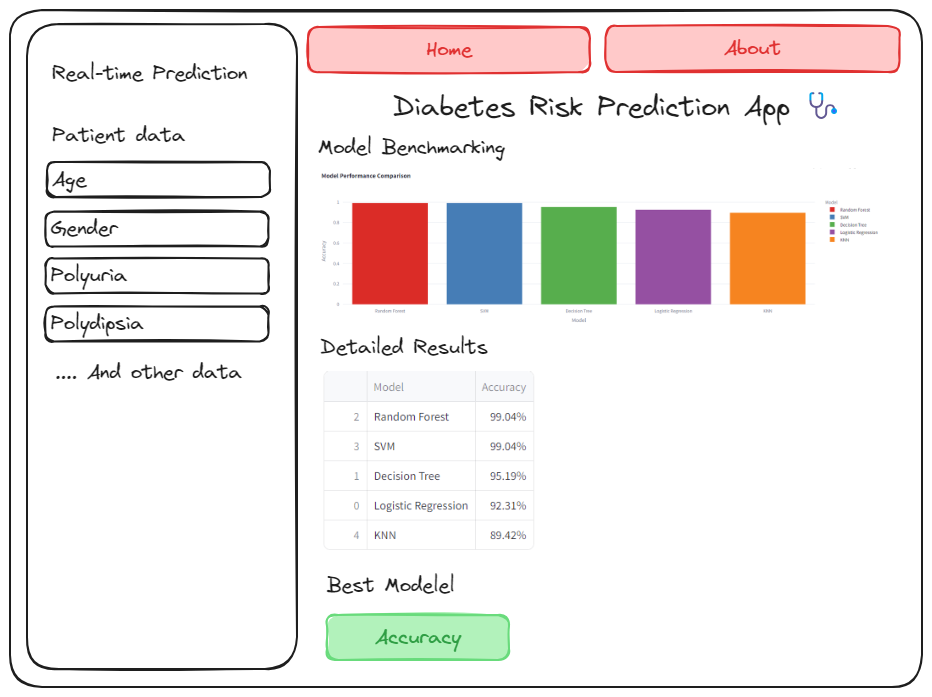 Real-time Prediction
Patient data
Age
Gender
Polyuria
Polydipsia
.... And other data
Home
About
Diabetes Risk Prediction App
Model Benchmarking
Model Performance Comparison
Accuracy
1
0.8
0.6
0.4
0.2
0
Random Forest
SVM
Decision Tree
Logistic Regression
KNN
Model
Model
Random Forest
SVM
Decision Tree
Logistic Regression
KNN
Detailed Results
Model Accuracy
2 Random Forest 99.04%
3 SVM 99.04%
1 Decision Tree 95.19%
0 Logistic Regression 92.31%
4 KNN 89.42%
Best Modelel
Accuracy